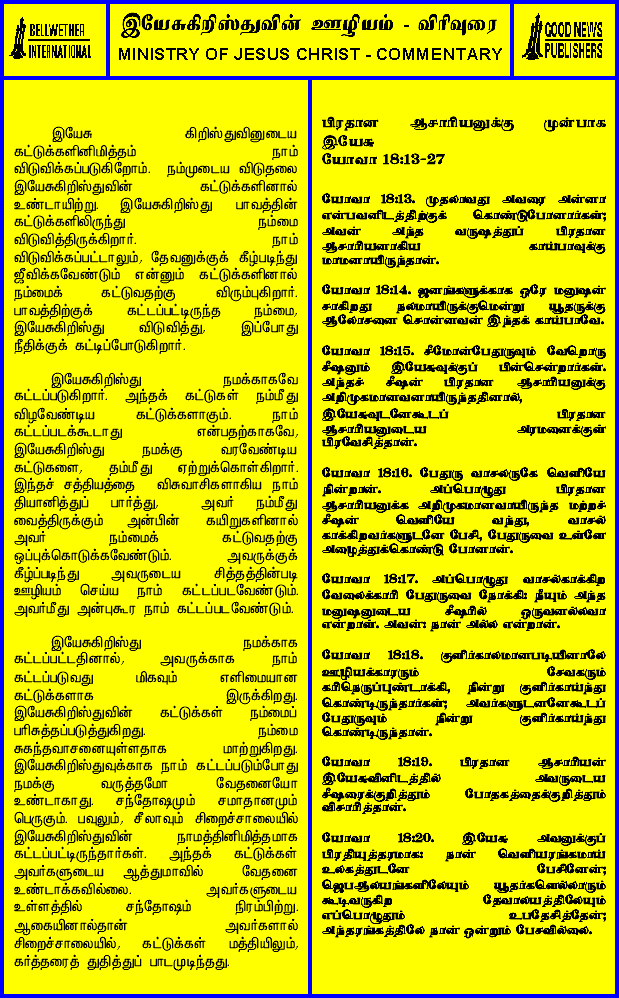 BELLWETHER
INTERNATIONAL
இயேசுகிறிஸ்துவின் ஊழியம் - விரிவுரை
MINISTRY OF JESUS CHRIST - COMMENTARY
GOOD NEWS
PUBLISHERS
இயேசு கிறிஸ்துவினுடைய
கட்டுக்களினிமித்தம் நாம்
விடுவிக்கப்படுகிறோம். நம்முடைய விடுதலை
இயேசுகிறிஸ்துவின் கட்டுக்களினால்
உண்டாயிற்று. இயேசுகிறிஸ்து பாவத்தின்
கட்டுக்களிலிருந்து நம்மை
விடுவித்திருக்கிறார். நாம்
விடுவிக்கப்பட்டாலும், தேவனுக்குக் கீழ்படிந்து
ஜீவிக்கவேண்டும் என்னும் கட்டுக்களினால்
நம்மைக் கட்டுவதற்கு விரும்புகிறார்.
பாவத்திற்குக் கட்டப்பட்டிருந்த நம்மை,
இயேசுகிறிஸ்து விடுவித்து, இப்போது
நீதிக்குக் கட்டிப்போடுகிறார்.
இயேசுகிறிஸ்து நமக்காகவே
கட்டப்படுகிறார். அந்தக் கட்டுகள் நம்மீது
விழவேண்டிய கட்டுக்களாகும். நாம்
கட்டப்படக்கூடாது என்பதற்காகவே,
இயேசுகிறிஸ்து நமக்கு வரவேண்டிய
கட்டுகளை, தம்மீது ஏற்றுக்கொள்கிறார்.
இந்தச் சத்தியத்தை விசுவாசிகளாகிய நாம்
தியானித்துப் பார்த்து, அவர் நம்மீது
வைத்திருக்கும் அன்பின் கயிறுகளினால்
அவர் நம்மைக் கட்டுவதற்கு
ஒப்புக்கொடுக்கவேண்டும். அவருக்குக்
கீழ்ப்படிந்து அவருடைய சித்தத்தின்படி
ஊழியம் செய்ய நாம் கட்டப்படவேண்டும்.
அவர்மீது அன்புகூர நாம் கட்டப்படவேண்டும்.
இயேசுகிறிஸ்து நமக்காக
கட்டப்பட்டதினால், அவருக்காக நாம்
கட்டப்படுவது மிகவும் எளிமையான
கட்டுக்களாக இருக்கிறது.
இயேசுகிறிஸ்துவின் கட்டுக்கள் நம்மைப்
பரிசுத்தப்படுத்துகிறது. நம்மை
சுகந்தவாசனையுள்ளதாக மாற்றுகிறது.
இயேசுகிறிஸ்துவுக்காக நாம் கட்டப்படும்போது
நமக்கு வருத்தமோ வேதனையோ
உண்டாகாது. சந்தோஷமும் சமாதானமும்
பெருகும். பவுலும், சீலாவும் சிறைச்சாலையில்
இயேசுகிறிஸ்துவின் நாமத்தினிமித்தமாக
கட்டப்பட்டிருந்தார்கள். அந்தக் கட்டுக்கள்
அவர்களுடைய ஆத்துமாவில் வேதனை
உண்டாக்கவில்லை. அவர்களுடைய
உள்ளத்தில் சந்தோஷம் நிரம்பிற்று.
ஆகையினால்தான் அவர்களால்
சிறைச்சாலையில், கட்டுக்கள் மத்தியிலும்,
கர்த்தரைத் துதித்துப் பாடமுடிந்தது.
பிரதான ஆசாரியனுக்கு முன்பாக
இயேசு
யோவா 18:13-27
யோவா 18:13. முதலாவது அவரை அன்னா
என்பவனிடத்திற்குக் கொண்டுபோனார்கள்;
அவன் அந்த வருஷத்துப் பிரதான
ஆசாரியனாகிய காய்பாவுக்கு
மாமனாயிருந்தான்.
யோவா 18:14. ஜனங்களுக்காக ஒரே மனுஷன்
சாகிறது நலமாயிருக்குமென்று யூதருக்கு
ஆலோசனை சொன்னவன் இந்தக் காய்பாவே.
யோவா 18:15. சீமோன்பேதுருவும் வேறொரு
சீஷனும் இயேசுவுக்குப் பின்சென்றார்கள்.
அந்தச் சீஷன் பிரதான ஆசாரியனுக்கு
அறிமுகமானவனாயிருந்ததினால்,
இயேசுவுடனேகூடப் பிரதான
ஆசாரியனுடைய அரமனைக்குள்
பிரவேசித்தான்.
யோவா 18:16. பேதுரு வாசலருகே வெளியே
நின்றான். அப்பொழுது பிரதான
ஆசாரியனுக்க அறிமுகமானவாயிருந்த மற்றச்
சீஷன் வெளியே வந்து, வாசல்
காக்கிறவர்களுடனே பேசி, பேதுருவை உள்ளே
அழைத்துக்கொண்டு போனான்.
யோவா 18:17. அப்பொழுது வாசல்காக்கிற
வேலைக்காரி பேதுருவை நோக்கி: நீயும் அந்த
மனுஷனுடைய சீஷரில் ஒருவனல்லவா
என்றான். அவன்: நான் அல்ல என்றான்.
யோவா 18:18. குளிர்காலமானபடியினாலே
ஊழியக்காரரும் சேவகரும்
கரிநெருப்புண்டாக்கி, நின்று குளிர்காய்ந்து
கொண்டிருந்தார்கள்; அவர்களுடனேகூடப்
பேதுருவும் நின்று குளிர்காய்ந்து
கொண்டிருந்தான்.
யோவா 18:19. பிரதான ஆசாரியன்
இயேசுவினிடத்தில் அவருடைய
சீஷரைக்குறித்தும் போதகத்தைக்குறித்தும்
விசாரித்தான்.
யோவா 18:20. இயேசு அவனுக்குப்
பிரதியுத்தரமாக: நான் வெளியரங்கமாய்
உலகத்துடனே பேசினேன்;
ஜெபஆலயங்களிலேயும் யூதர்களெல்லாரும்
கூடிவருகிற தேவாலயத்திலேயும்
எப்பொழுதும் உபதேசித்தேன்;
அந்தரங்கத்திலே நான் ஒன்றும் பேசவில்லை.